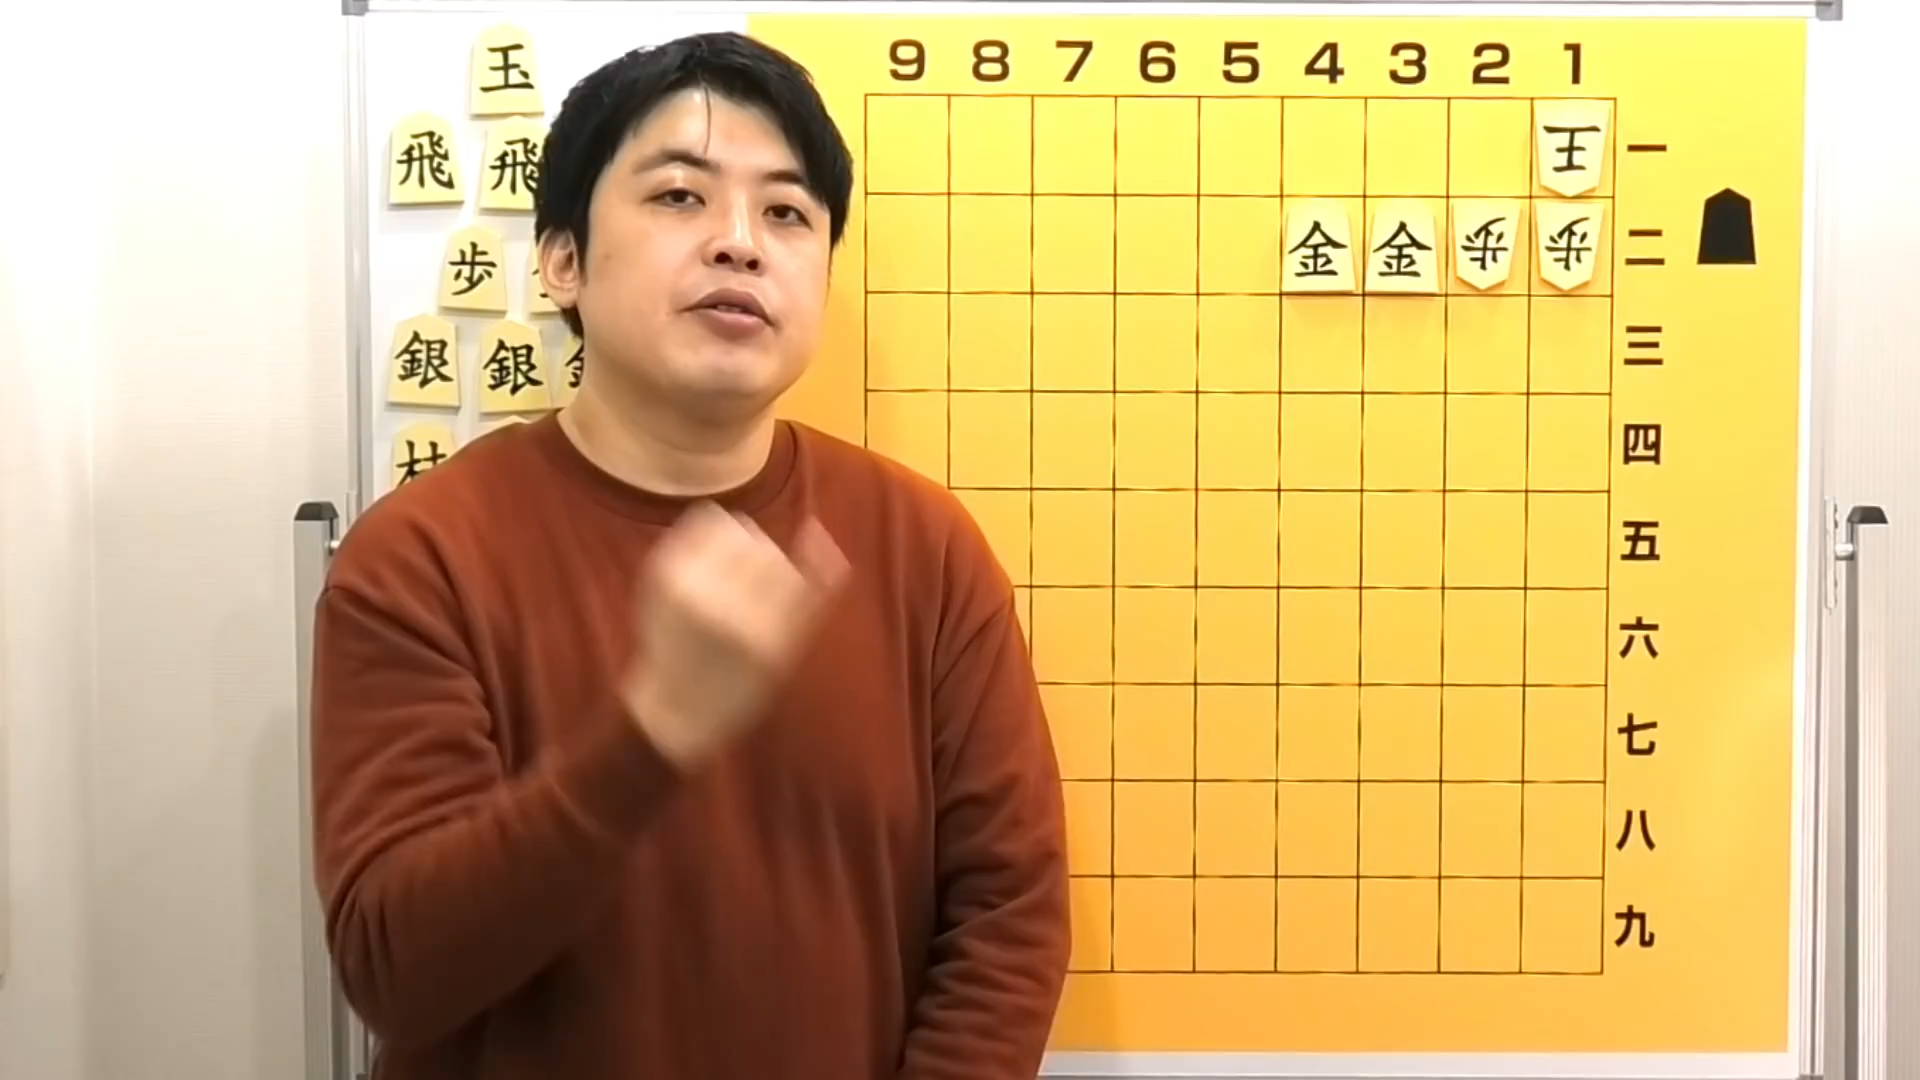 玉
飛 飛
歩
銀 銀
桂
9 8 7 6 5 4 3 2 1
王 一
金 金 歩 歩 二
三
四
五
六
七
八
九